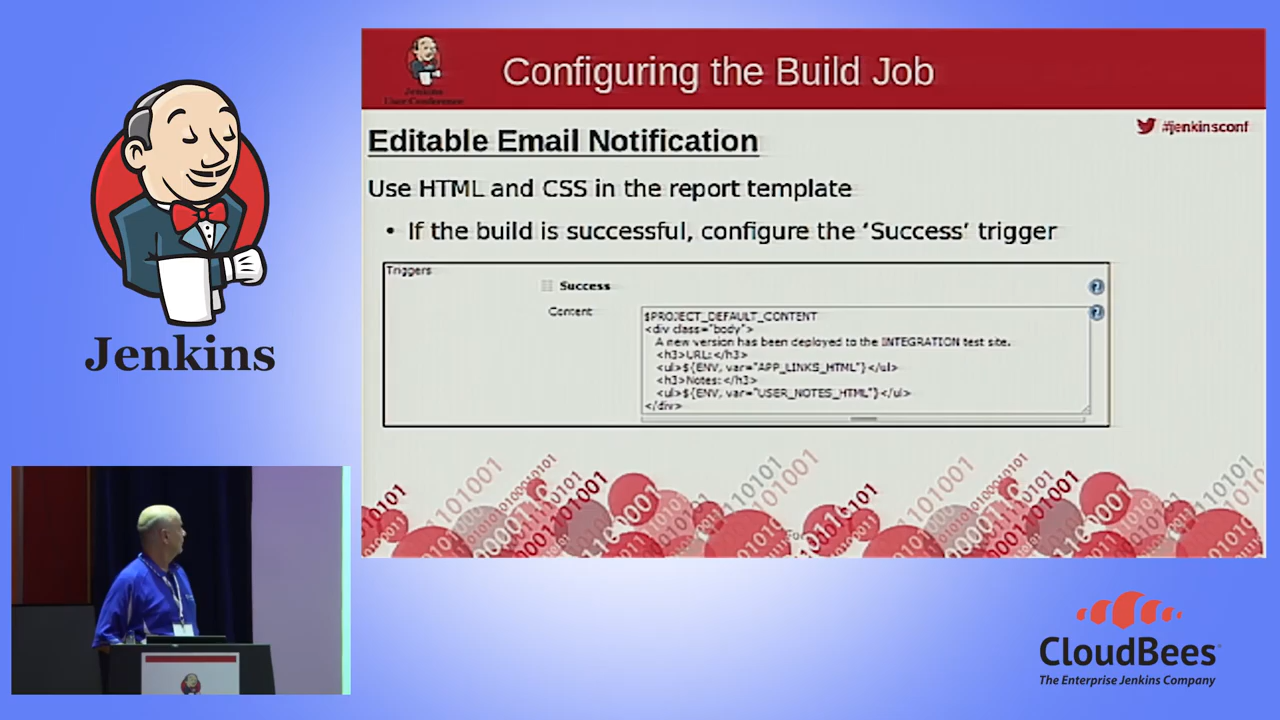 Configuring the Build Job
Jenkins
User Conference
#jenkinsconf
Editable Email Notification
Use HTML and CSS in the report template
• If the build is successful, configure the ‘Success’ trigger
Triggers
Success
Content
$PROJECT_DEFAULT_CONTENT
<div class="body">
A new version has been deployed to the INTEGRATION test site.
<h3>URL:</h3>
<ul>${ENV, var="APP_LINKS_HTML"}</ul>
<h3>Notes:</h3>
<ul>${ENV, var="USER_NOTES_HTML"}</ul>
</div>
Jenkins
CloudBees
The Enterprise Jenkins Company